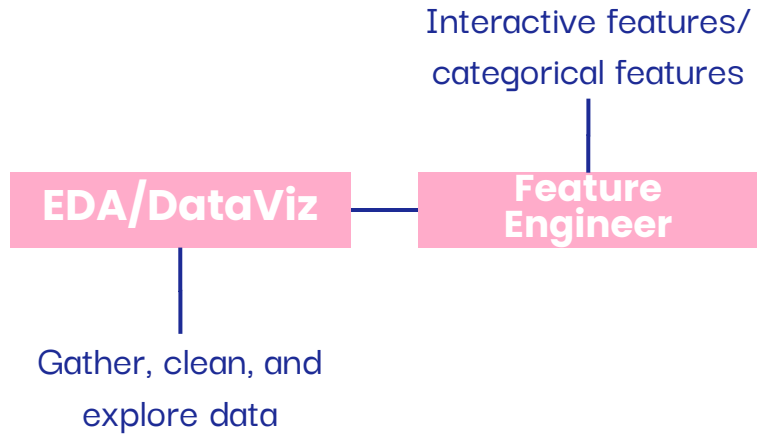 Interactive features/
categorical features
EDA/DataViz
Feature
Engineer
Gather, clean, and
explore data